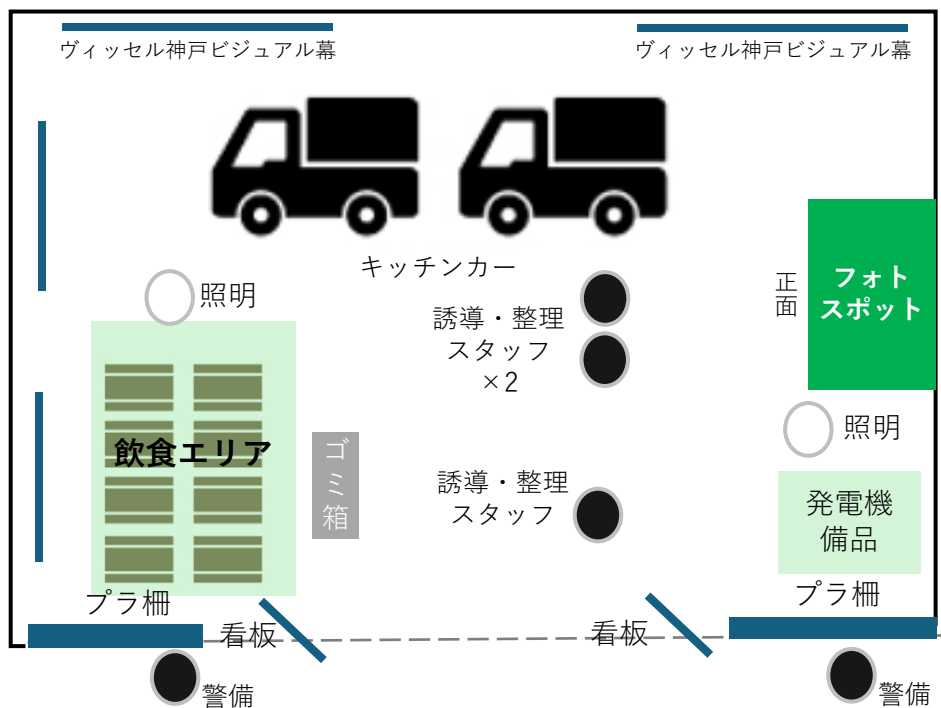 ヴィッセル神戸ビジュアル幕
ヴィッセル神戸ビジュアル幕
キッチンカー
照明
誘導・整理
スタッフ
×2
正面
フォト
スポット
照明
飲食エリア
ゴミ箱
誘導・整理
スタッフ
発電機
備品
プラ柵
プラ柵
看板
看板
警備
警備